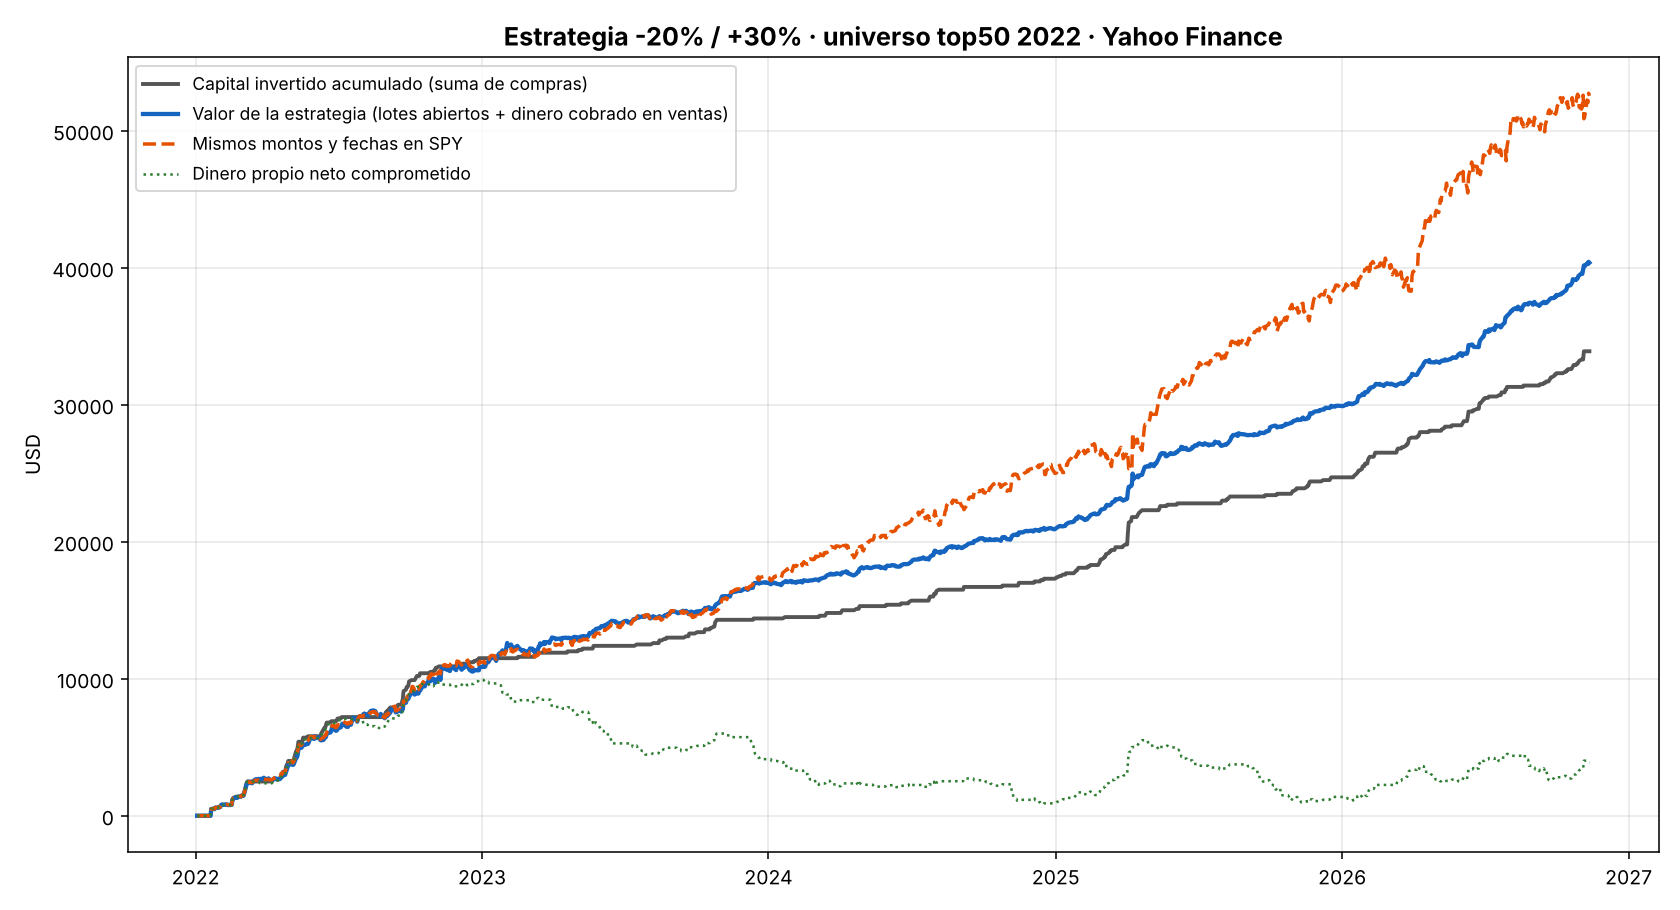 Estrategia -20% / +30% · universo top50 2022 · Yahoo Finance
Capital invertido acumulado (suma de compras)
Valor de la estrategia (lotes abiertos + dinero cobrado en ventas)
Mismos montos y fechas en SPY
Dinero propio neto comprometido
50000
40000
30000
20000
10000
0
USD
2022
2023
2024
2025
2026
2027